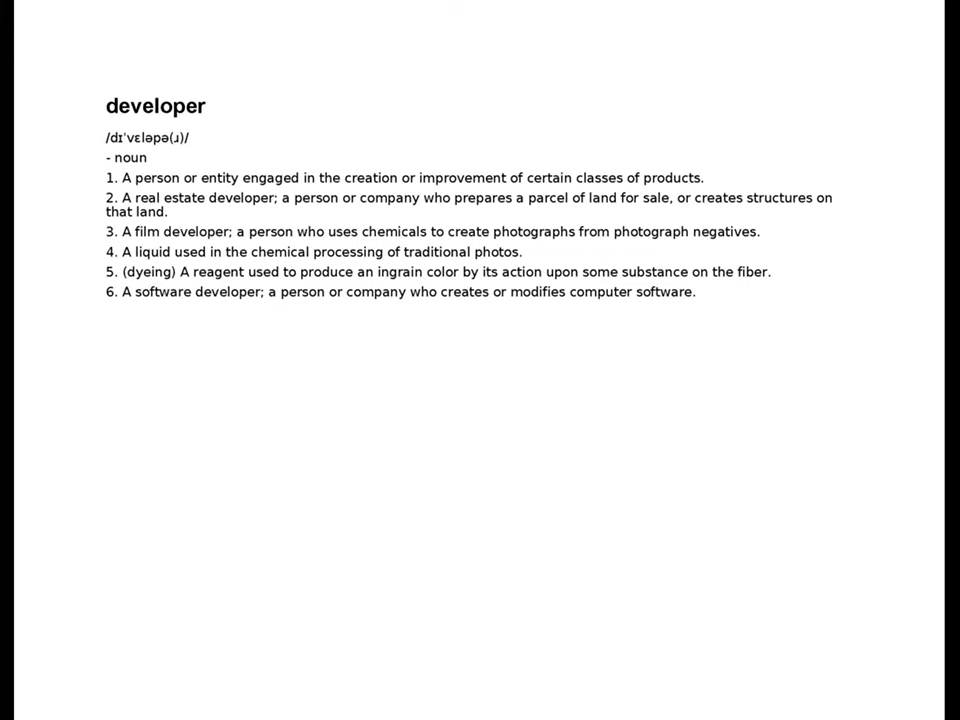 developer
/dɪˈvɛləpə(ɹ)/
- noun
1. A person or entity engaged in the creation or improvement of certain classes of products.
2. A real estate developer; a person or company who prepares a parcel of land for sale, or creates structures on
that land.
3. A film developer; a person who uses chemicals to create photographs from photograph negatives.
4. A liquid used in the chemical processing of traditional photos.
5. (dyeing) A reagent used to produce an ingrain color by its action upon some substance on the fiber.
6. A software developer; a person or company who creates or modifies computer software.